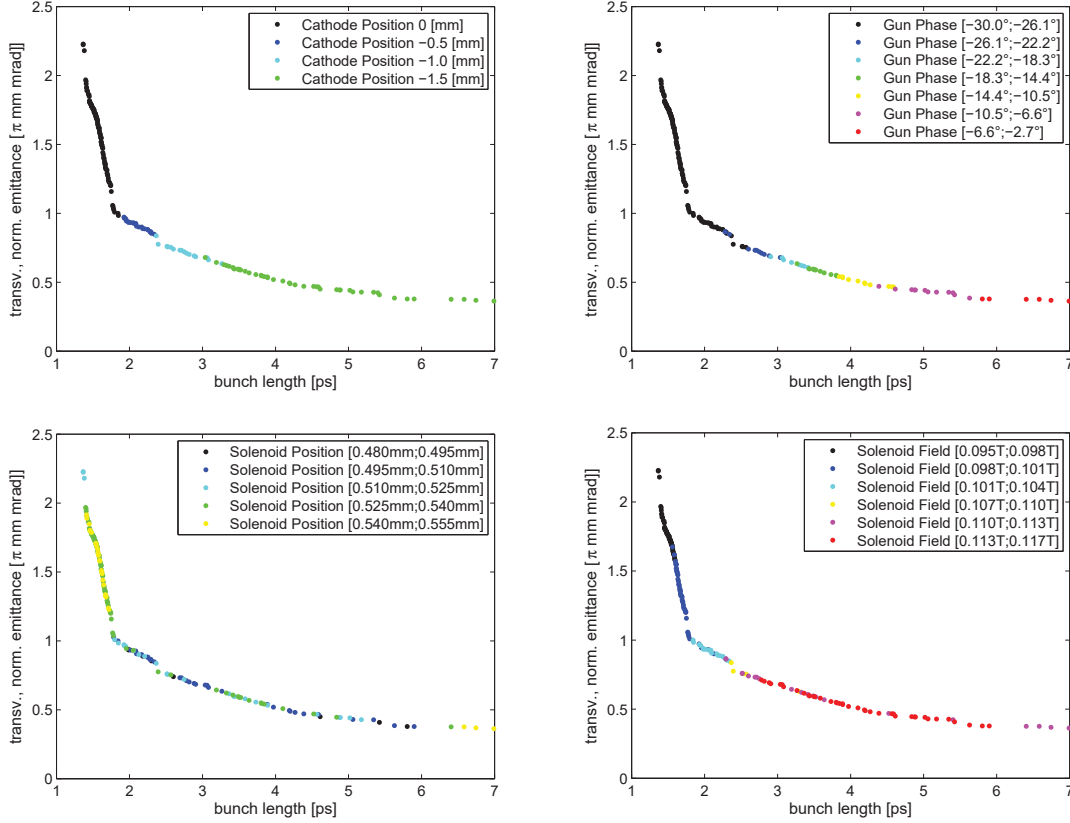 2.5
2
1.5
1
0.5
0
transv., norm. emittance [π mm mrad]]
Cathode Position 0 [mm]
Cathode Position −0.5 [mm]
Cathode Position −1.0 [mm]
Cathode Position −1.5 [mm]
1 2 3 4 5 6 7
bunch length [ps]
2.5
2
1.5
1
0.5
0
transv., norm. emittance [π mm mrad]]
Gun Phase [−30.0°;−26.1°]
Gun Phase [−26.1°;−22.2°]
Gun Phase [−22.2°;−18.3°]
Gun Phase [−18.3°;−14.4°]
Gun Phase [−14.4°;−10.5°]
Gun Phase [−10.5°;−6.6°]
Gun Phase [−6.6°;−2.7°]
1 2 3 4 5 6 7
bunch length [ps]
2.5
2
1.5
1
0.5
0
transv., norm. emittance [π mm mrad]]
Solenoid Position [0.480mm;0.495mm]
Solenoid Position [0.495mm;0.510mm]
Solenoid Position [0.510mm;0.525mm]
Solenoid Position [0.525mm;0.540mm]
Solenoid Position [0.540mm;0.555mm]
1 2 3 4 5 6 7
bunch length [ps]
2.5
2
1.5
1
0.5
0
transv., norm. emittance [π mm mrad]]
Solenoid Field [0.095T;0.098T]
Solenoid Field [0.098T;0.101T]
Solenoid Field [0.101T;0.104T]
Solenoid Field [0.107T;0.110T]
Solenoid Field [0.110T;0.113T]
Solenoid Field [0.113T;0.117T]
1 2 3 4 5 6 7
bunch length [ps]